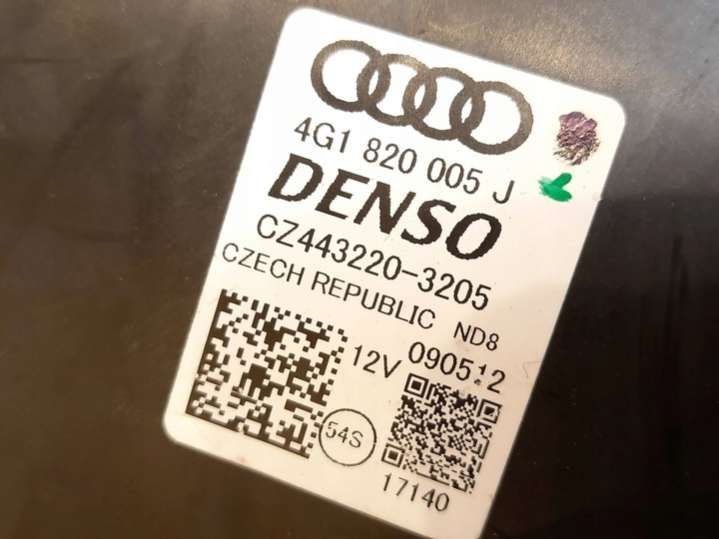 4G1 820 005 J
DENSO
CZ443220-3205
CZECH REPUBLIC ND8
12V 090512
54S
17140